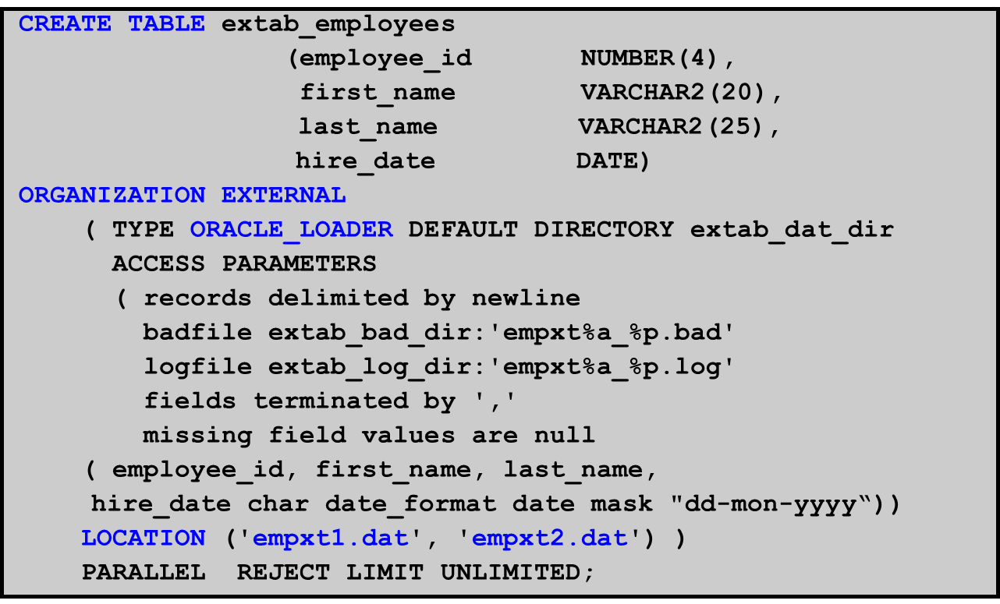 CREATE TABLE extab_employees
(employee_id NUMBER(4),
first_name VARCHAR2(20),
last_name VARCHAR2(25),
hire_date DATE)
ORGANIZATION EXTERNAL
( TYPE ORACLE_LOADER DEFAULT DIRECTORY extab_dat_dir
ACCESS PARAMETERS
( records delimited by newline
badfile extab_bad_dir:'empxt%a_%p.bad'
logfile extab_log_dir:'empxt%a_%p.log'
fields terminated by ','
missing field values are null
( employee_id, first_name, last_name,
hire_date char date_format date mask "dd-mon-yyyy“))
LOCATION ('empxt1.dat', 'empxt2.dat') )
PARALLEL REJECT LIMIT UNLIMITED;